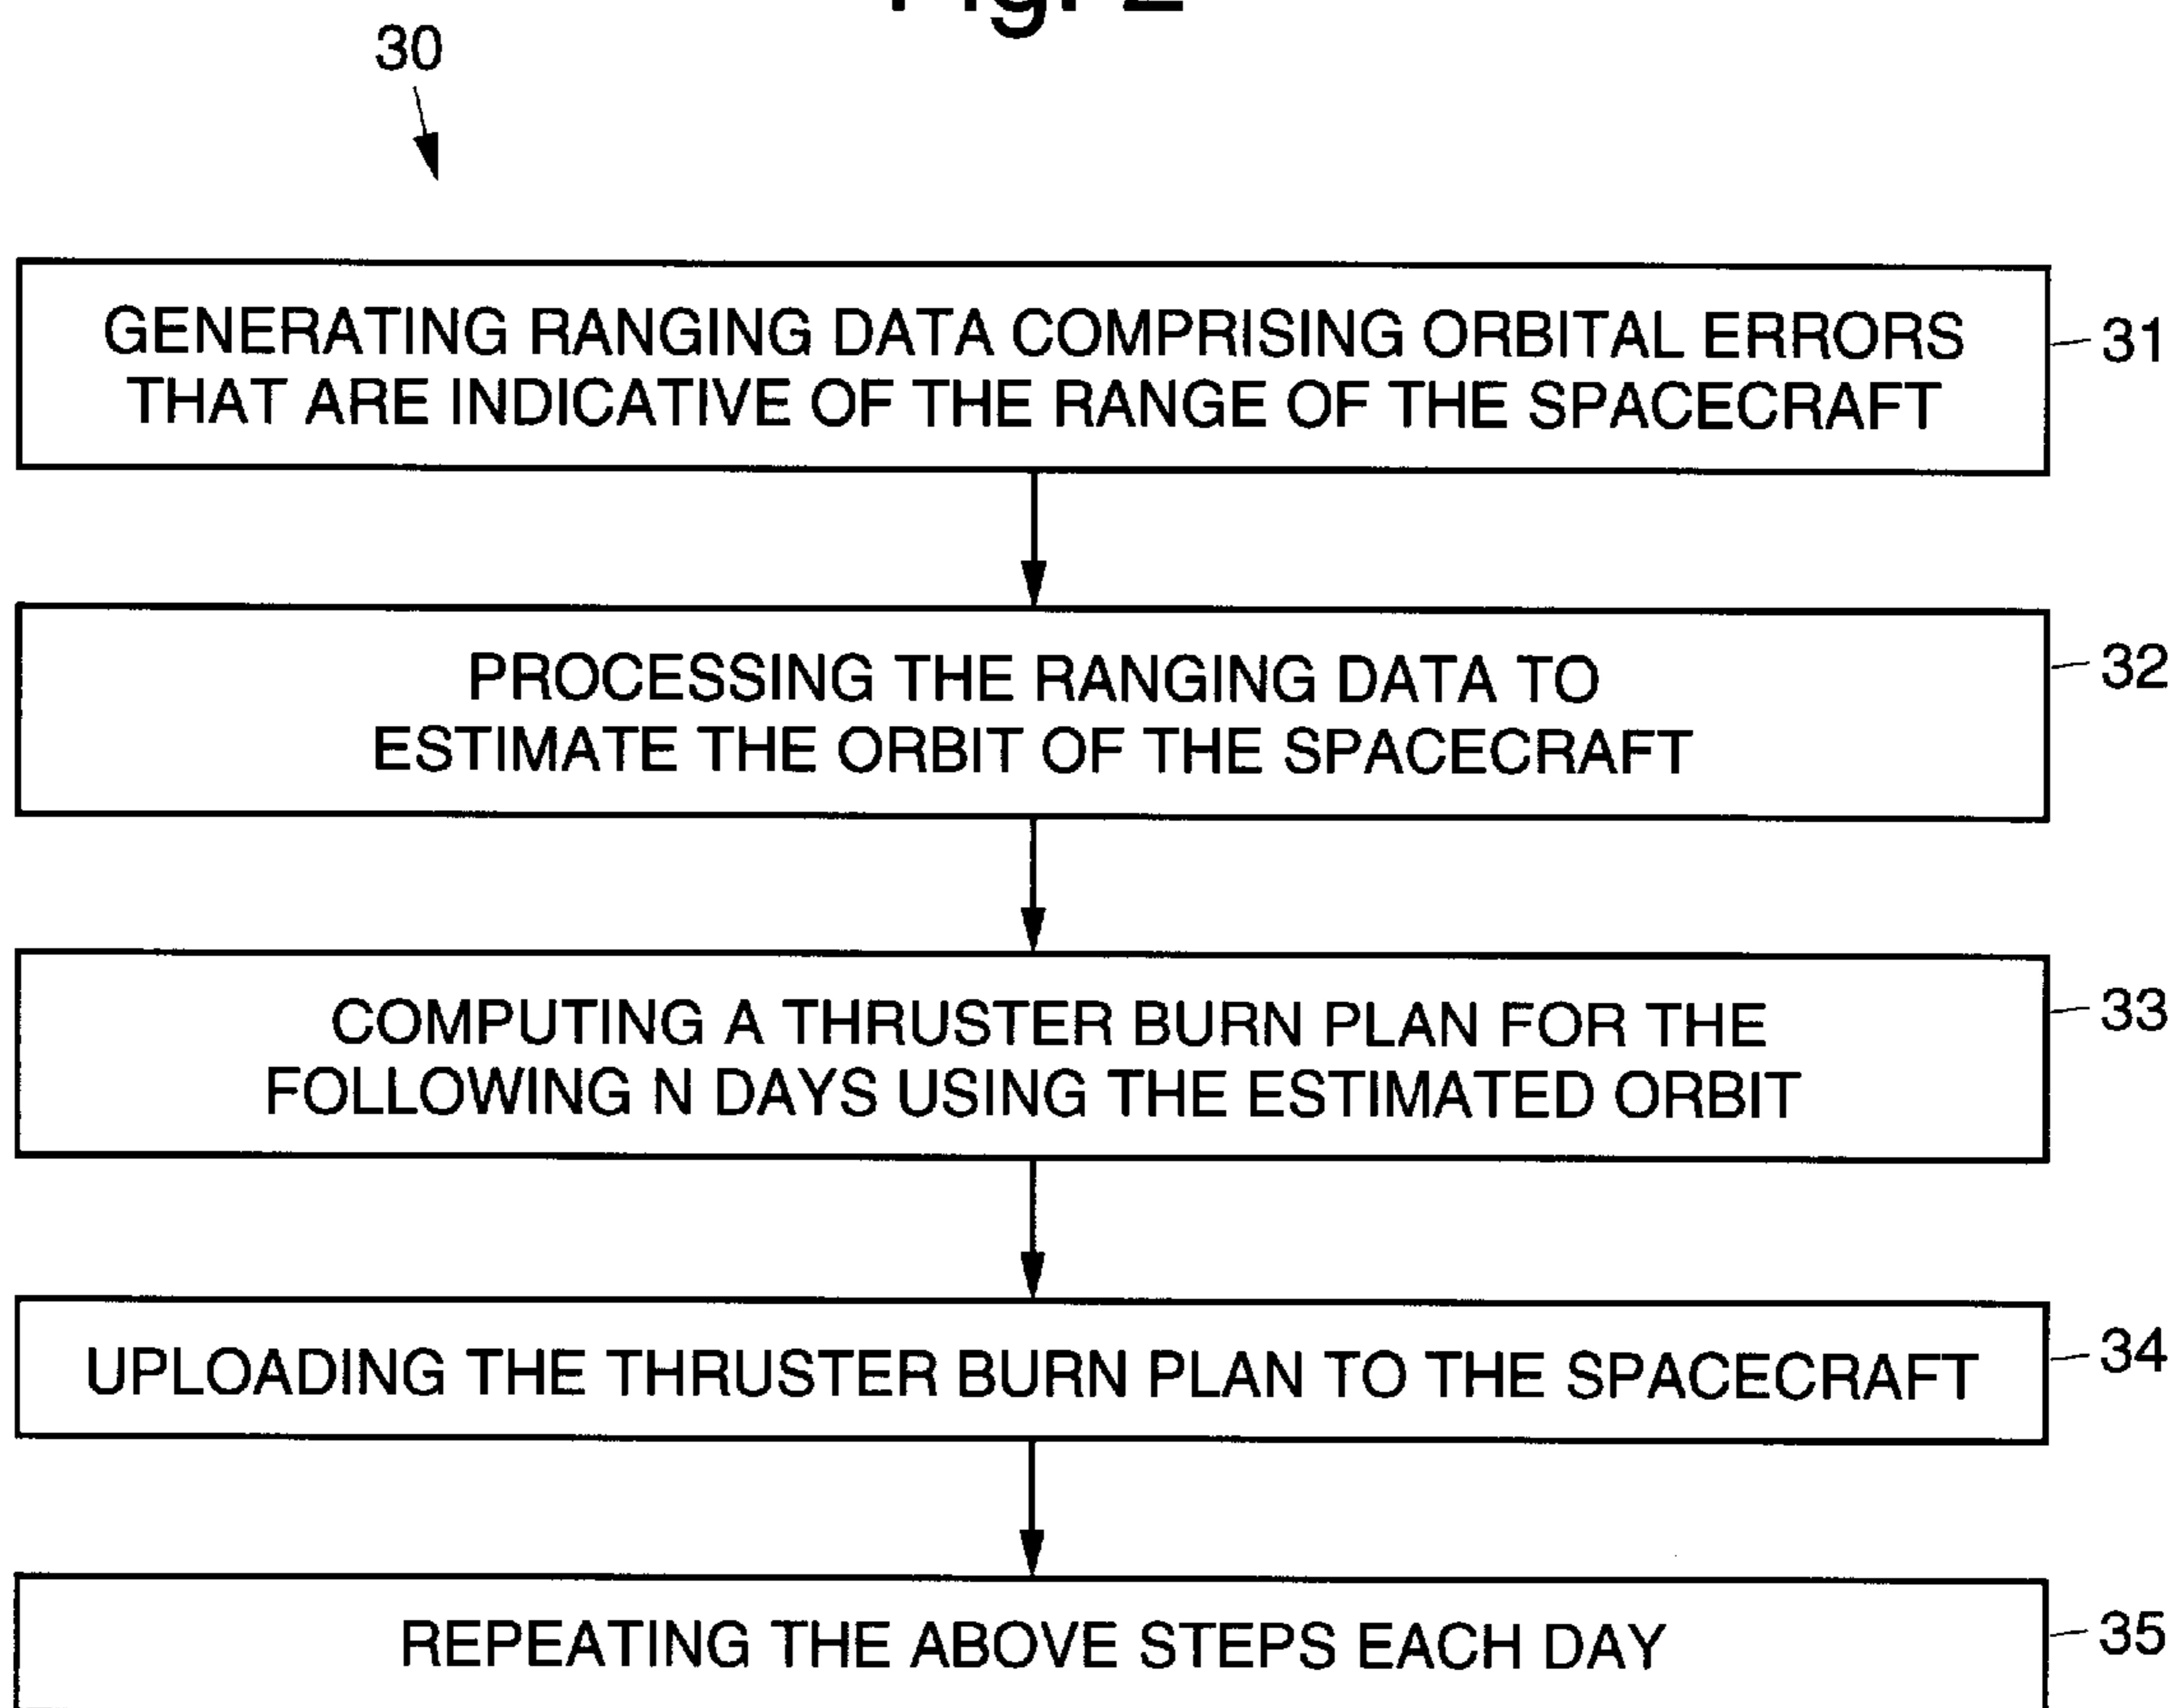 Fig. 2
30
GENERATING RANGING DATA COMPRISING ORBITAL ERRORS
THAT ARE INDICATIVE OF THE RANGE OF THE SPACECRAFT
31
PROCESSING THE RANGING DATA TO
ESTIMATE THE ORBIT OF THE SPACECRAFT
32
COMPUTING A THRUSTER BURN PLAN FOR THE
FOLLOWING N DAYS USING THE ESTIMATED ORBIT
33
UPLOADING THE THRUSTER BURN PLAN TO THE SPACECRAFT
34
REPEATING THE ABOVE STEPS EACH DAY
35